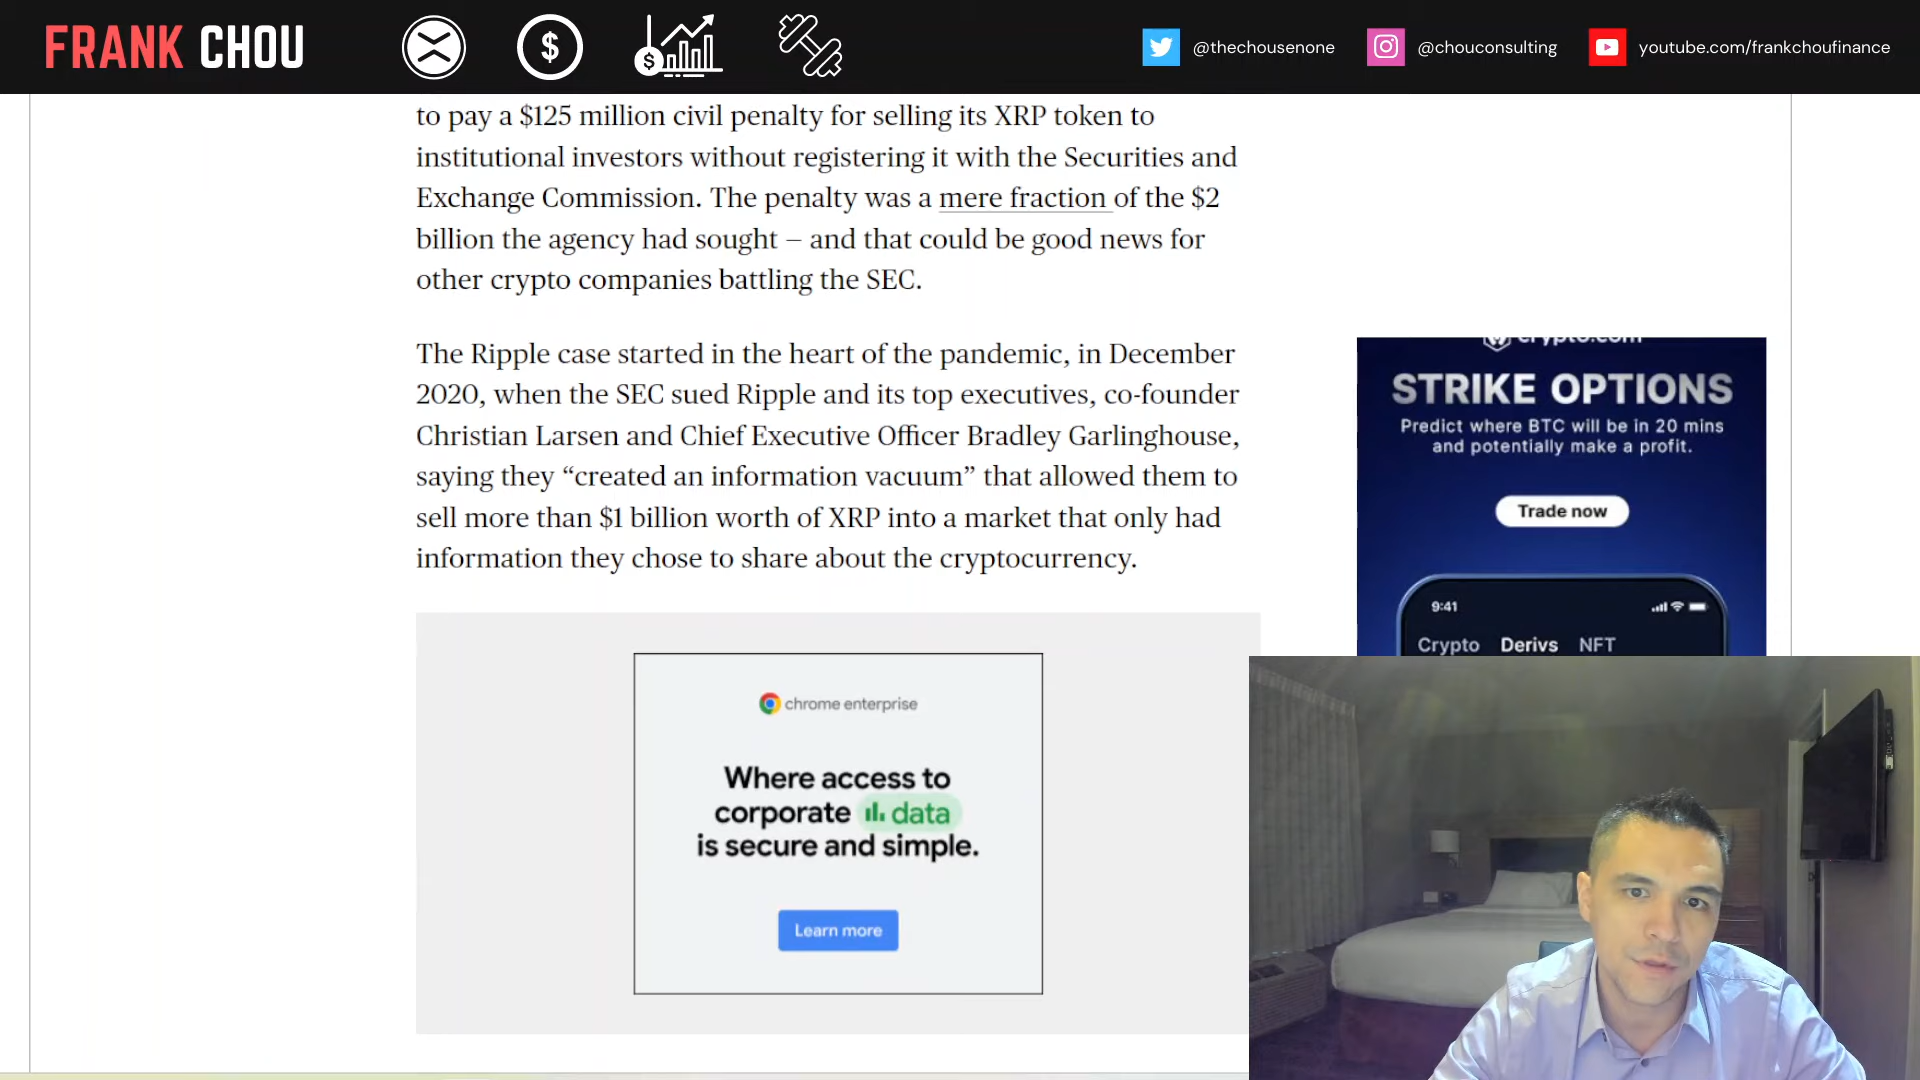 FRANK CHOU
@thechousenone
@chouconsulting
youtube.com/frankchoufinance
to pay a $125 million civil penalty for selling its XRP token to
institutional investors without registering it with the Securities and
Exchange Commission. The penalty was a mere fraction of the $2
billion the agency had sought – and that could be good news for
other crypto companies battling the SEC.
The Ripple case started in the heart of the pandemic, in December
2020, when the SEC sued Ripple and its top executives, co-founder
Christian Larsen and Chief Executive Officer Bradley Garlinghouse,
saying they “created an information vacuum” that allowed them to
sell more than $1 billion worth of XRP into a market that only had
information they chose to share about the cryptocurrency.
chrome enterprise
Where access to
corporate data
is secure and simple.
Learn more
crypto.com
STRIKE OPTIONS
Predict where BTC will be in 20 mins
and potentially make a profit.
Trade now
9:41
Crypto Derivs NFT